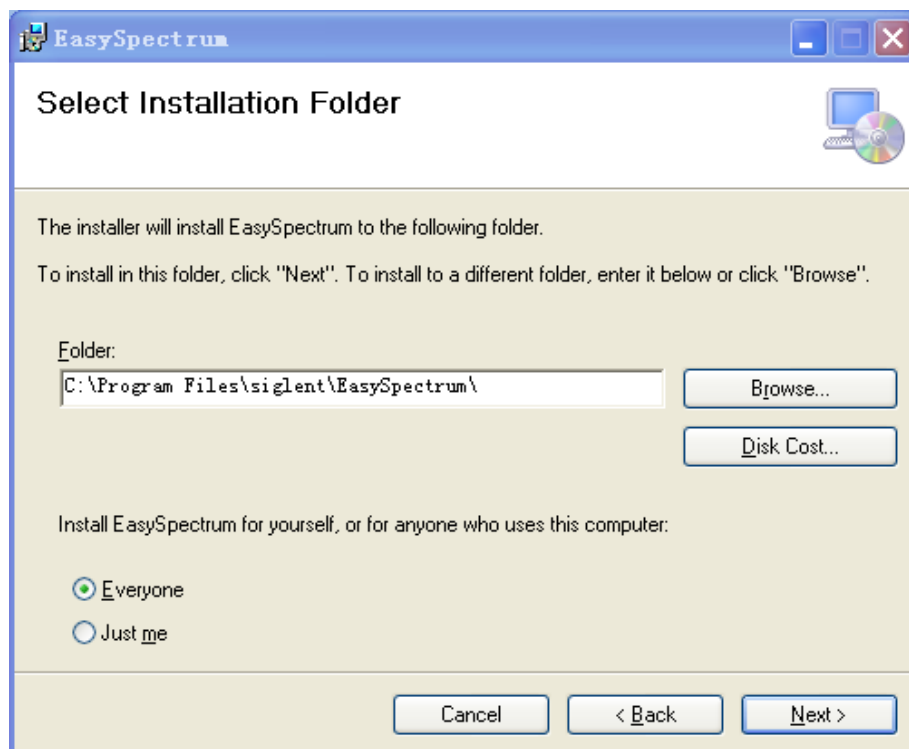 EasySpectrum
Select Installation Folder
The installer will install EasySpectrum to the following folder.
To install in this folder, click "Next". To install to a different folder, enter it below or click "Browse".
Folder:
C:\Program Files\siglent\EasySpectrum\
Browse...
Disk Cost...
Install EasySpectrum for yourself, or for anyone who uses this computer:
Everyone
Just me
Cancel
< Back
Next >